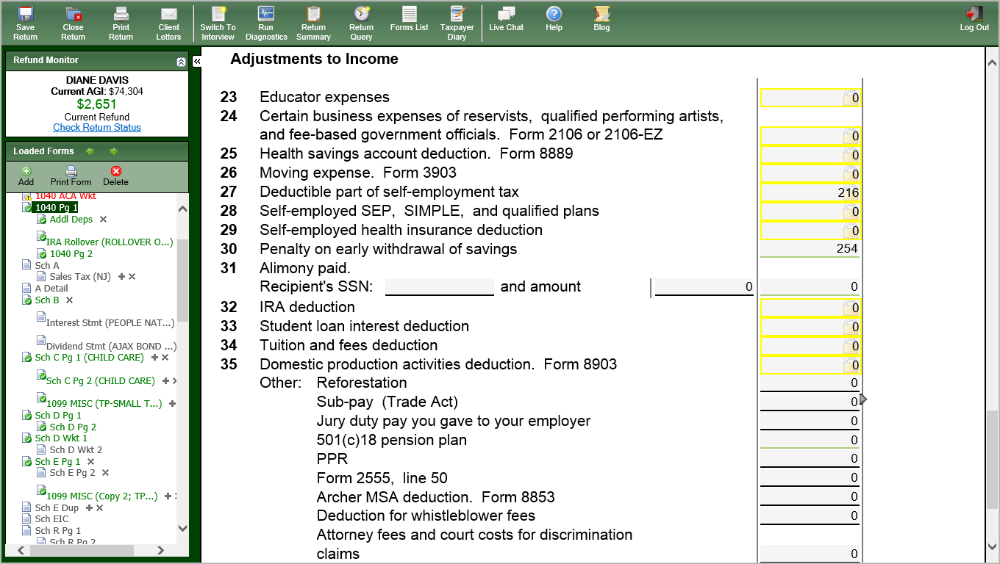 Save Return
Close Return
Print Return
Client Letters
Switch To Interview
Run Diagnostics
Return Summary
Return Query
Forms List
Taxpayer Diary
Live Chat
Help
Blog
Log Out
Refund Monitor
DIANE DAVIS
Current AGI: $74,304
$2,651
Current Refund
Check Return Status
Loaded Forms
Add
Print Form
Delete
1040 ACA Wkt
1040 Pg 1
Addl Deps
IRA Rollover (ROLLOVER O...)
1040 Pg 2
Sch A
Sales Tax (NJ)
A Detail
Sch B
Interest Stmt (PEOPLE NAT...)
Dividend Stmt (AJAX BOND ...)
Sch C Pg 1 (CHILD CARE)
Sch C Pg 2 (CHILD CARE)
1099 MISC (TP-SMALL T...)
Sch D Pg 1
Sch D Pg 2
Sch D Wkt 1
Sch D Wkt 2
Sch E Pg 1
Sch E Pg 2
1099 MISC (Copy 2; TP...)
Sch E Dup
Sch EIC
Sch R Pg 1
Sch R Pg 2
Adjustments to Income
23 Educator expenses 0
24 Certain business expenses of reservists, qualified performing artists,
and fee-based government officials. Form 2106 or 2106-EZ 0
25 Health savings account deduction. Form 8889 0
26 Moving expense. Form 3903 0
27 Deductible part of self-employment tax 216
28 Self-employed SEP, SIMPLE, and qualified plans 0
29 Self-employed health insurance deduction 0
30 Penalty on early withdrawal of savings 254
31 Alimony paid.
Recipient's SSN: and amount 0 0
32 IRA deduction 0
33 Student loan interest deduction 0
34 Tuition and fees deduction 0
35 Domestic production activities deduction. Form 8903 0
Other: Reforestation 0
Sub-pay (Trade Act) 0
Jury duty pay you gave to your employer 0
501(c)18 pension plan 0
PPR 0
Form 2555, line 50 0
Archer MSA deduction. Form 8853 0
Deduction for whistleblower fees 0
Attorney fees and court costs for discrimination
claims 0